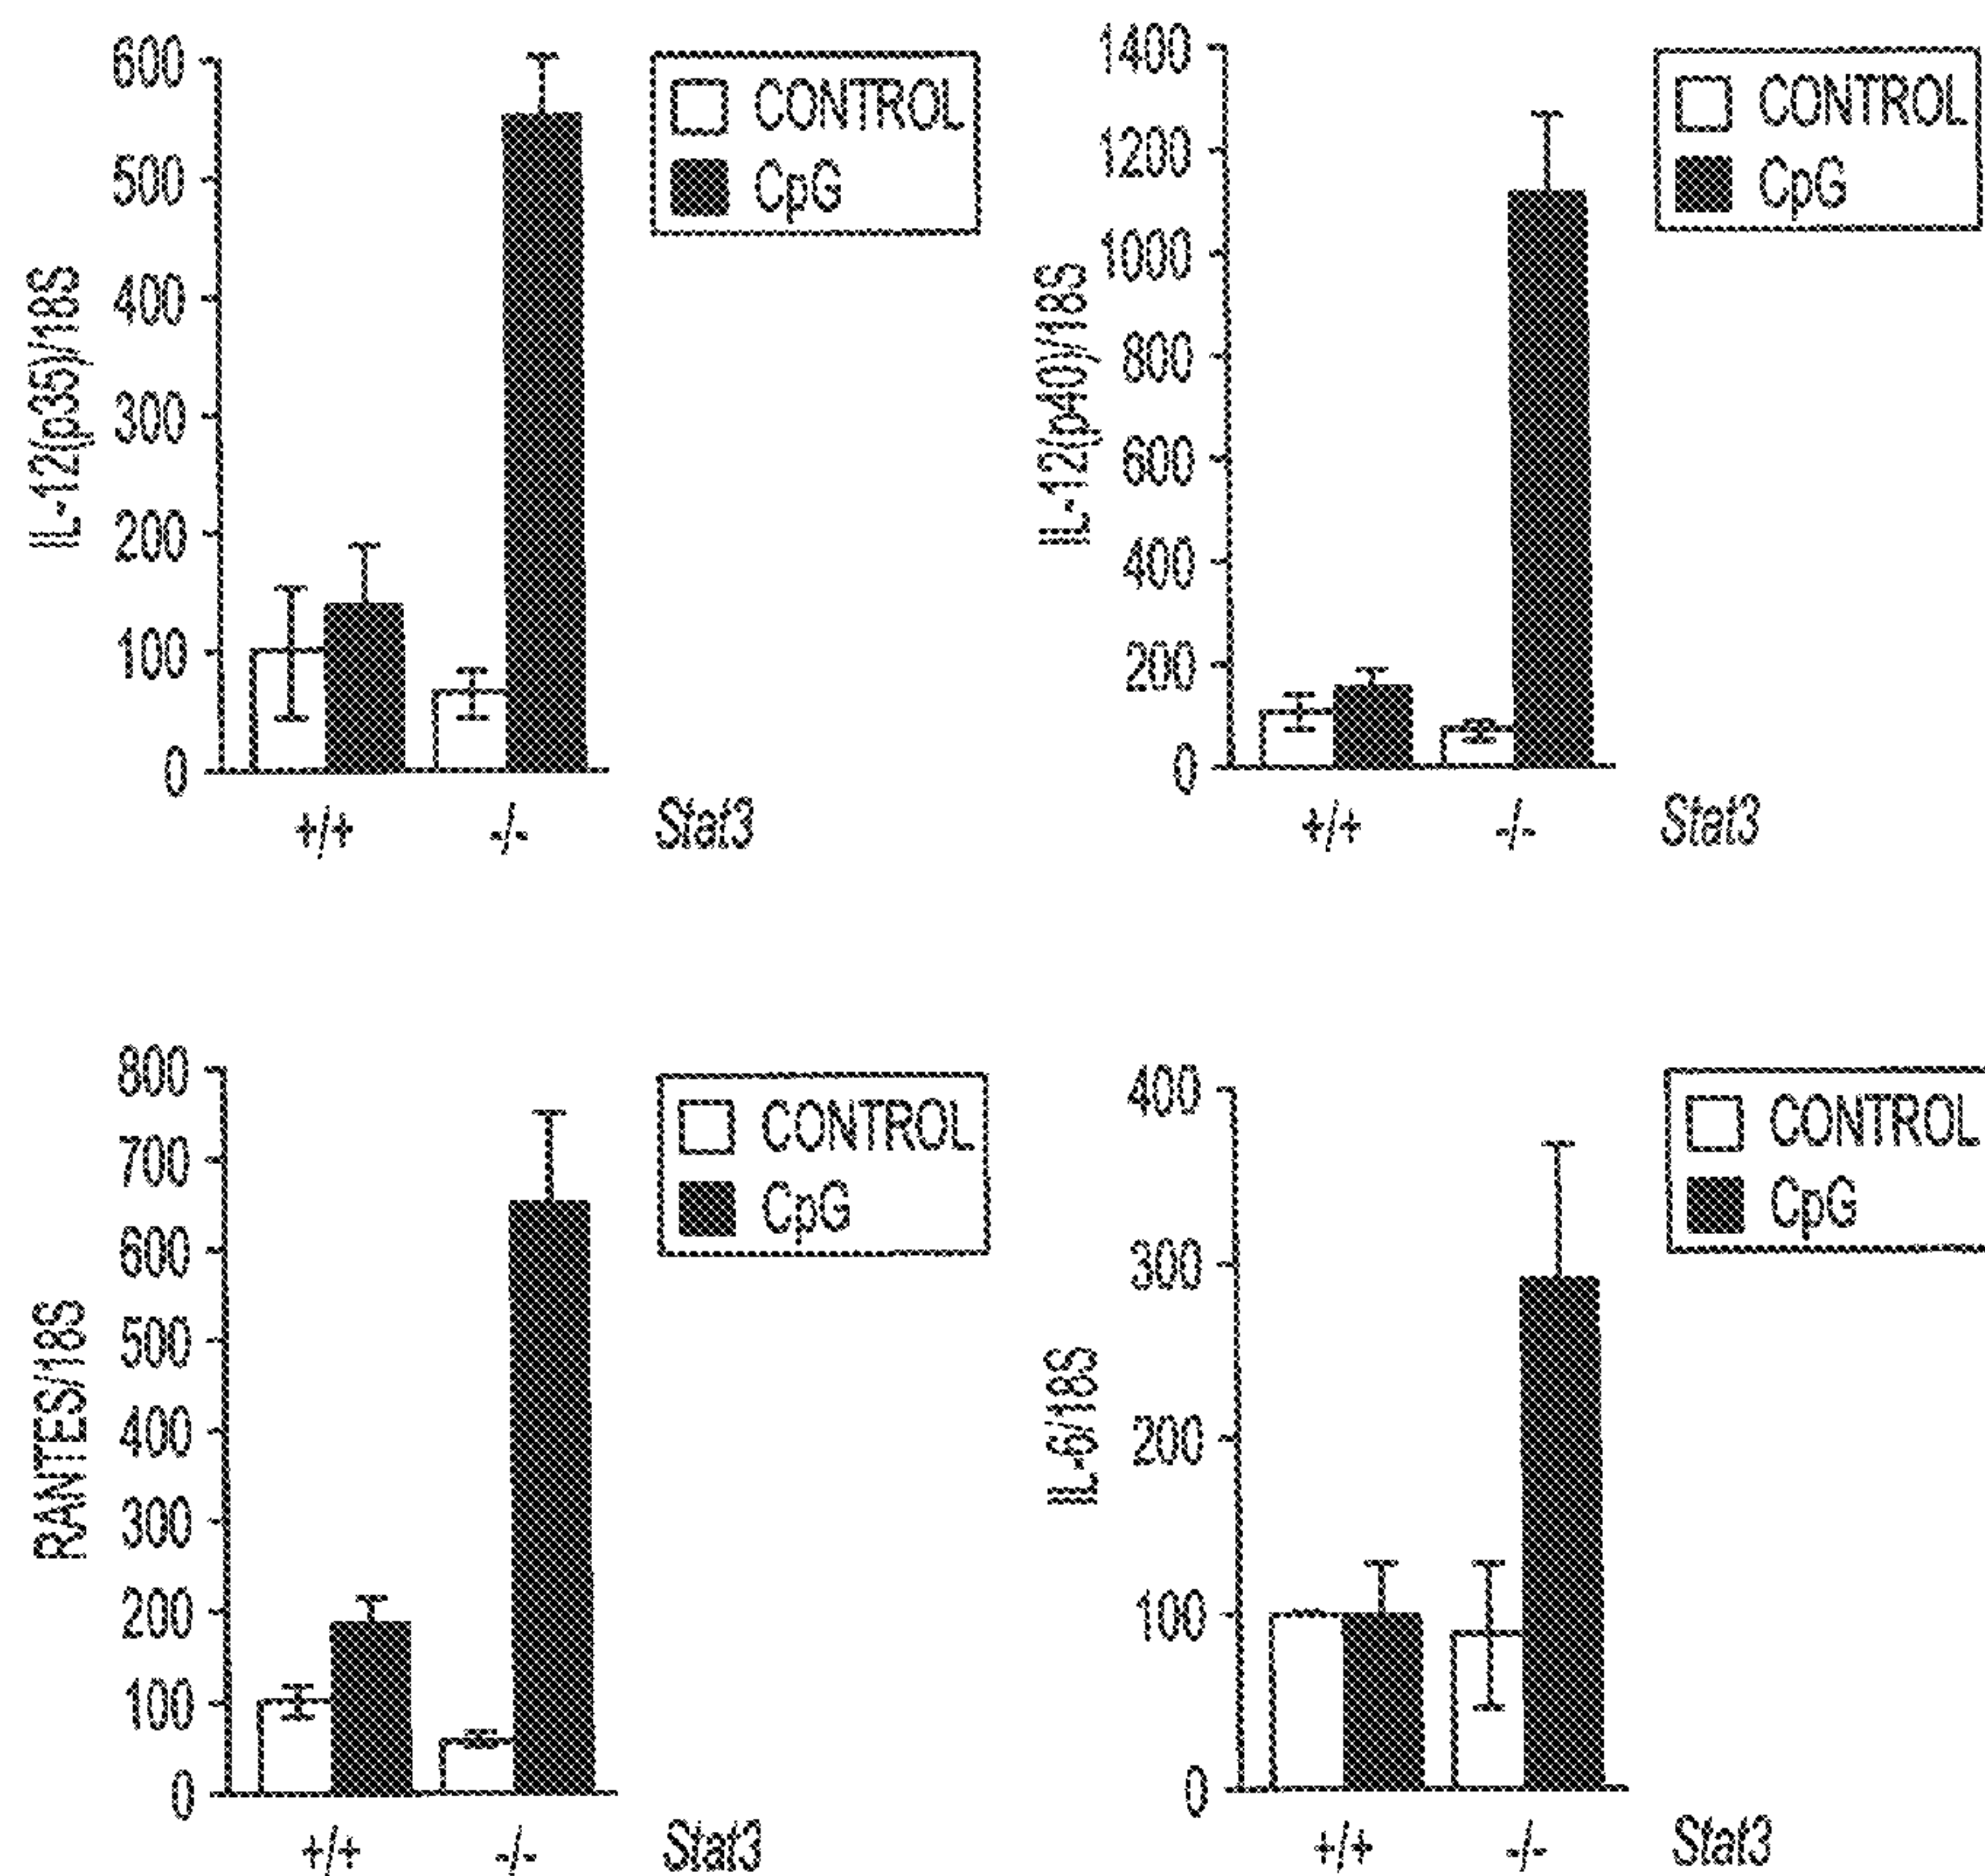 IL-12(p35)/18S
600
500
400
300
200
100
0
+/+ -/- Stat3
CONTROL
CpG
IL-12(p40)/18S
1400
1200
1000
800
600
400
200
0
+/+ -/- Stat3
CONTROL
CpG
RANTES/18S
800
700
600
500
400
300
200
100
0
+/+ -/- Stat3
CONTROL
CpG
IL-6/18S
400
300
200
100
0
+/+ -/- Stat3
CONTROL
CpG